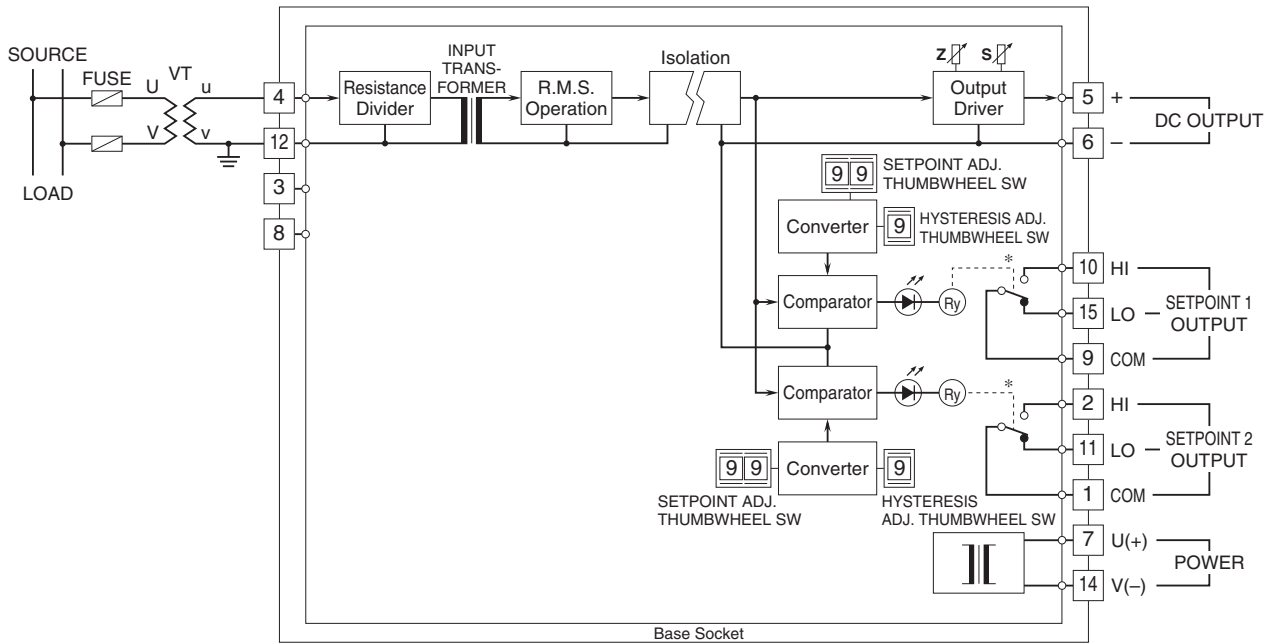 SOURCE
FUSE
U
VT
u
V
v
LOAD
4
12
3
8
Resistance
Divider
INPUT
TRANS-
FORMER
R.M.S.
Operation
Isolation
Z
S
Output
Driver
5
+
6
–
DC OUTPUT
9 9
SETPOINT ADJ.
THUMBWHEEL SW
Converter
9
HYSTERESIS ADJ.
THUMBWHEEL SW
Comparator
Ry
*
10
HI
15
LO
9
COM
SETPOINT 1
OUTPUT
Comparator
Ry
*
2
HI
11
LO
1
COM
SETPOINT 2
OUTPUT
9 9
Converter
9
SETPOINT ADJ.
THUMBWHEEL SW
HYSTERESIS
ADJ. THUMBWHEEL SW
7
U(+)
14
V(–)
POWER
Base Socket